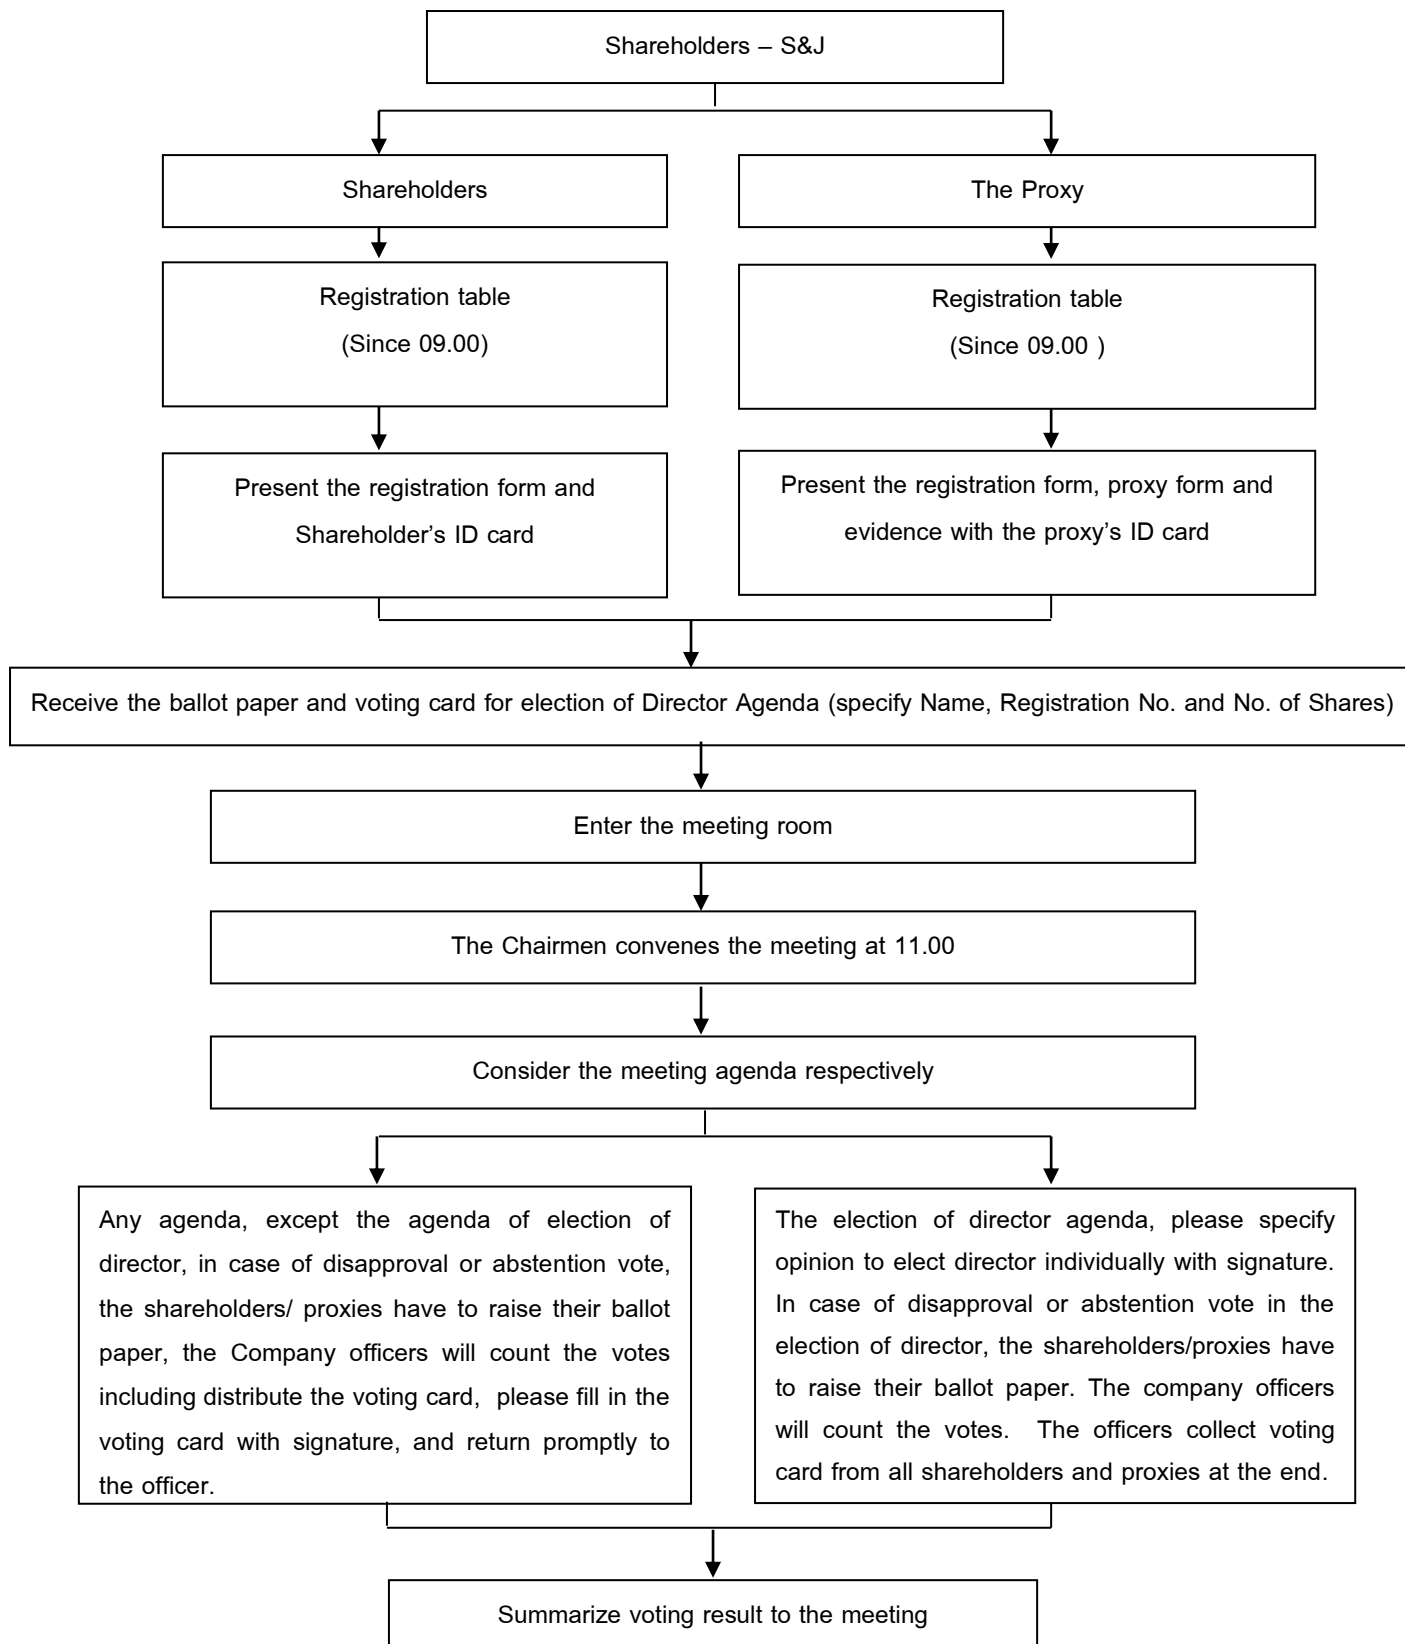 Shareholders – S&J
Shareholders
The Proxy
Registration table
(Since 09.00)
Registration table
(Since 09.00 )
Present the registration form and
Shareholder’s ID card
Present the registration form, proxy form and
evidence with the proxy’s ID card
Receive the ballot paper and voting card for election of Director Agenda (specify Name, Registration No. and No. of Shares)
Enter the meeting room
The Chairmen convenes the meeting at 11.00
Consider the meeting agenda respectively
Any agenda, except the agenda of election of
director, in case of disapproval or abstention vote,
the shareholders/ proxies have to raise their ballot
paper, the Company officers will count the votes
including distribute the voting card, please fill in the
voting card with signature, and return promptly to
the officer.
The election of director agenda, please specify
opinion to elect director individually with signature.
In case of disapproval or abstention vote in the
election of director, the shareholders/proxies have
to raise their ballot paper. The company officers
will count the votes. The officers collect voting
card from all shareholders and proxies at the end.
Summarize voting result to the meeting